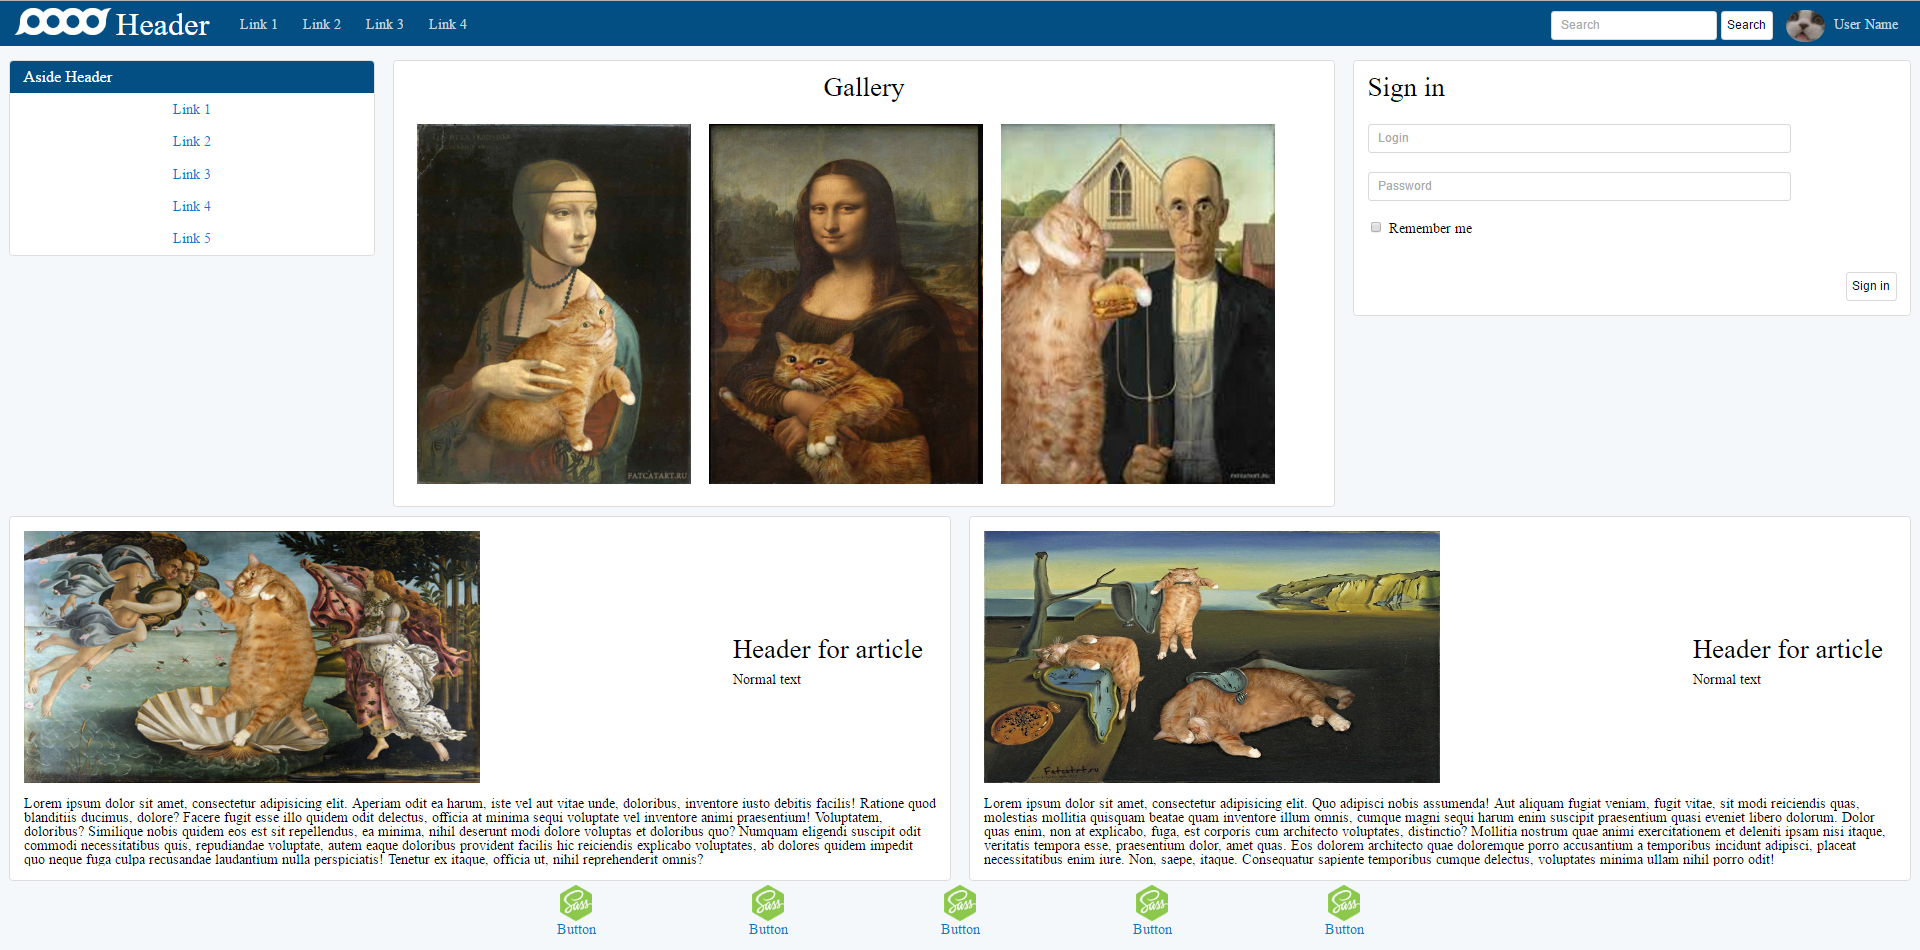 Header
Link 1
Link 2
Link 3
Link 4
Search
Search
User Name
Aside Header
Link 1
Link 2
Link 3
Link 4
Link 5
Gallery
FATCATART.RU
FATCATART.RU
Sign in
Login
Password
Remember me
Sign in
Header for article
Normal text
Lorem ipsum dolor sit amet, consectetur adipisicing elit. Aperiam odit ea harum, iste vel aut vitae unde, doloribus, inventore iusto debitis facilis! Ratione quod
blanditiis ducimus, dolore? Facere fugit esse illo quidem odit delectus, officia at minima sequi voluptate vel inventore animi praesentium! Voluptatem,
doloribus? Similique nobis quidem eos est sit repellendus, ea minima, nihil deserunt modi dolore voluptas et doloribus quo? Numquam eligendi suscipit odit
commodi necessitatibus quis, repudiandae voluptate, autem eaque doloribus provident facilis hic reiciendis explicabo voluptates, ab dolores quidem impedit
quo neque fuga culpa recusandae laudantium nulla perspiciatis! Tenetur ex itaque, officia ut, nihil reprehenderit omnis?
Fatcatart.ru
Header for article
Normal text
Lorem ipsum dolor sit amet, consectetur adipisicing elit. Quo adipisci nobis assumenda! Aut aliquam fugiat veniam, fugit vitae, sit modi reiciendis quas,
molestias mollitia quisquam beatae quam inventore illum omnis, cumque magni sequi harum enim suscipit praesentium quasi eveniet libero dolorum. Dolor
quas enim, non at explicabo, fuga, est corporis cum architecto voluptates, distinctio? Mollitia nostrum quae animi exercitationem et deleniti ipsam nisi itaque,
veritatis tempora esse, praesentium dolor, amet quas. Eos dolorem architecto quae doloremque porro accusantium a temporibus incidunt adipisci, placeat
necessitatibus enim iure. Non, saepe, itaque. Consequatur sapiente temporibus cumque delectus, voluptates minima ullam nihil porro odit!
Sass
Button
Sass
Button
Sass
Button
Sass
Button
Sass
Button